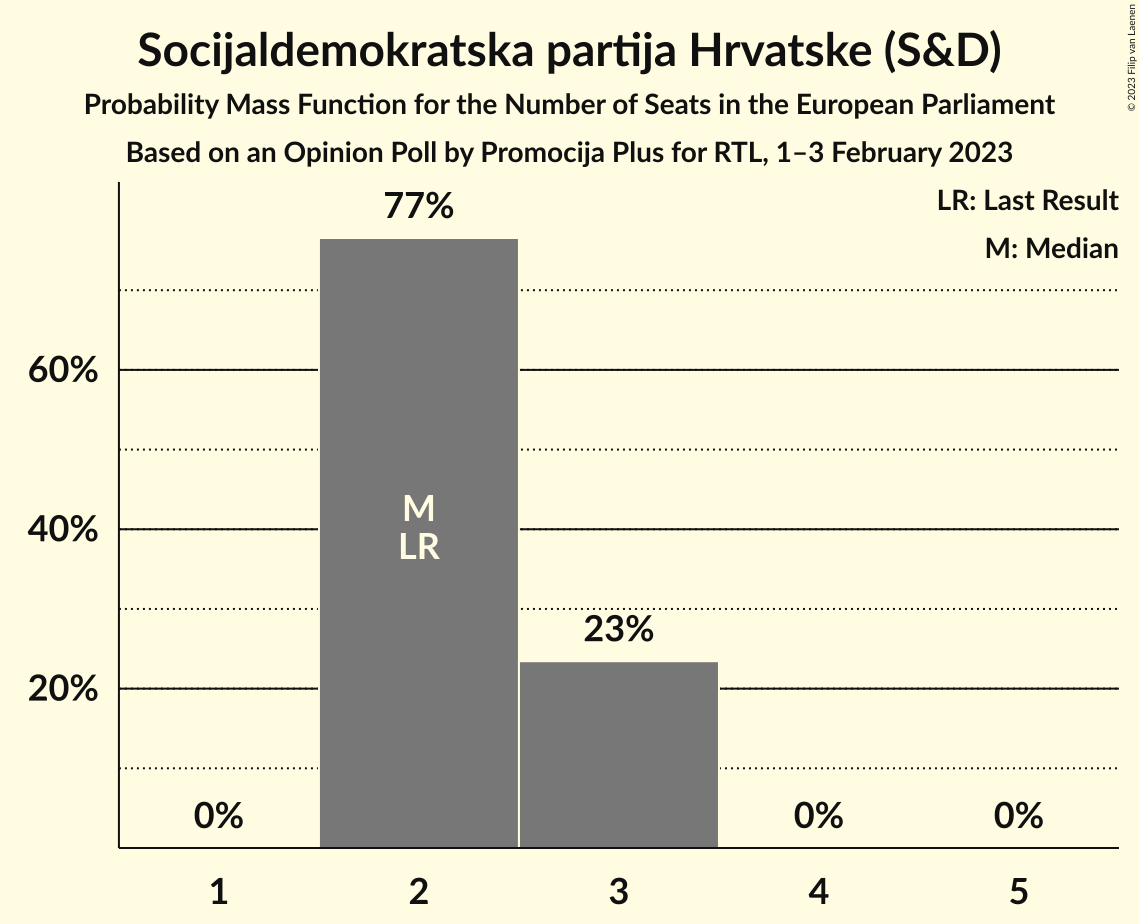 Socijaldemokratska partija Hrvatske (S&D)
Probability Mass Function for the Number of Seats in the European Parliament
Based on an Opinion Poll by Promocija Plus for RTL, 1–3 February 2023
© 2023 Filip van Laenen
LR: Last Result
M: Median
77%
60%
40%
20%
M
LR
23%
0%
0%
0%
1
2
3
4
5